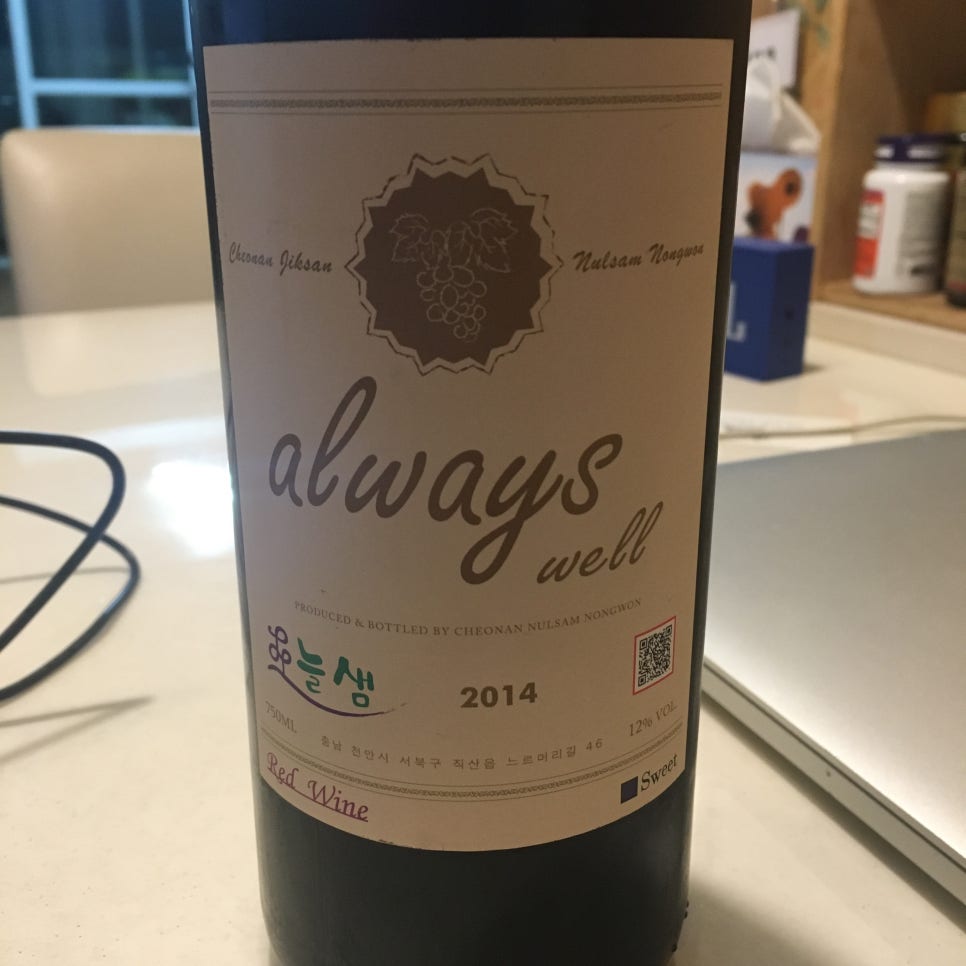 Cheonan Jiksan
Nulsam Nongwon
always
well
PRODUCED & BOTTLED BY CHEONAN NULSAM NONGWON
늘샘
2014
750ML
12% VOL
충남 천안시 서북구 직산읍 느르머리길 46
Red Wine
Sweet